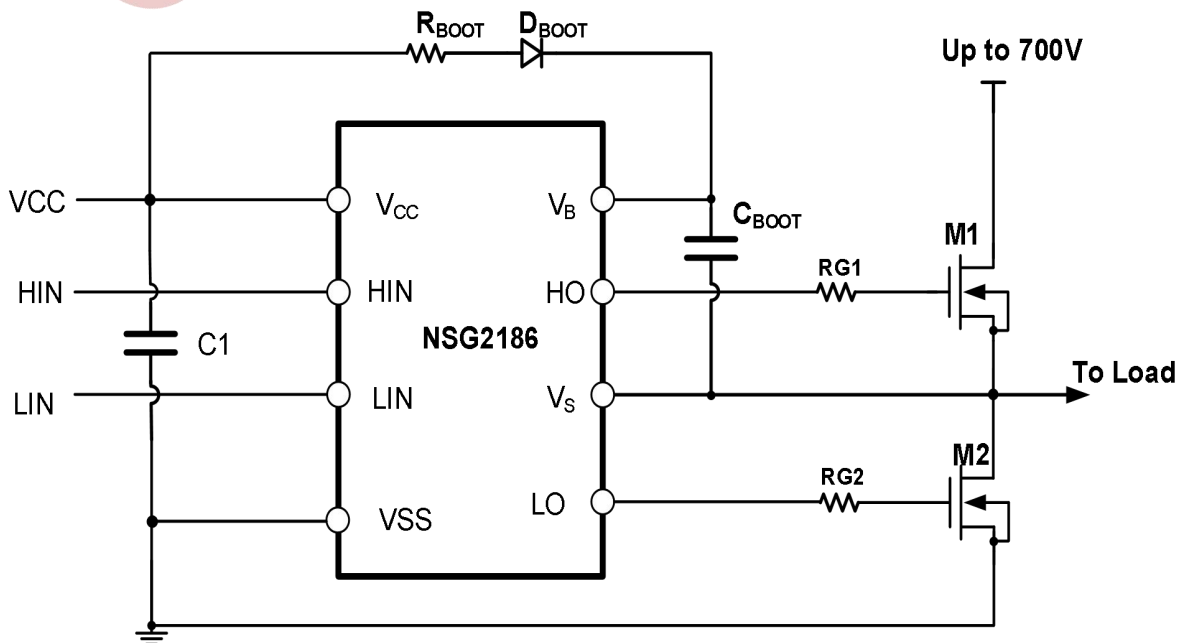 RBOOT DBOOT
Up to 700V
VCC
VCC
VB
CBOOT
M1
RG1
HIN
HIN
HO
NSG2186
C1
To Load
LIN
LIN
VS
M2
RG2
LO
VSS